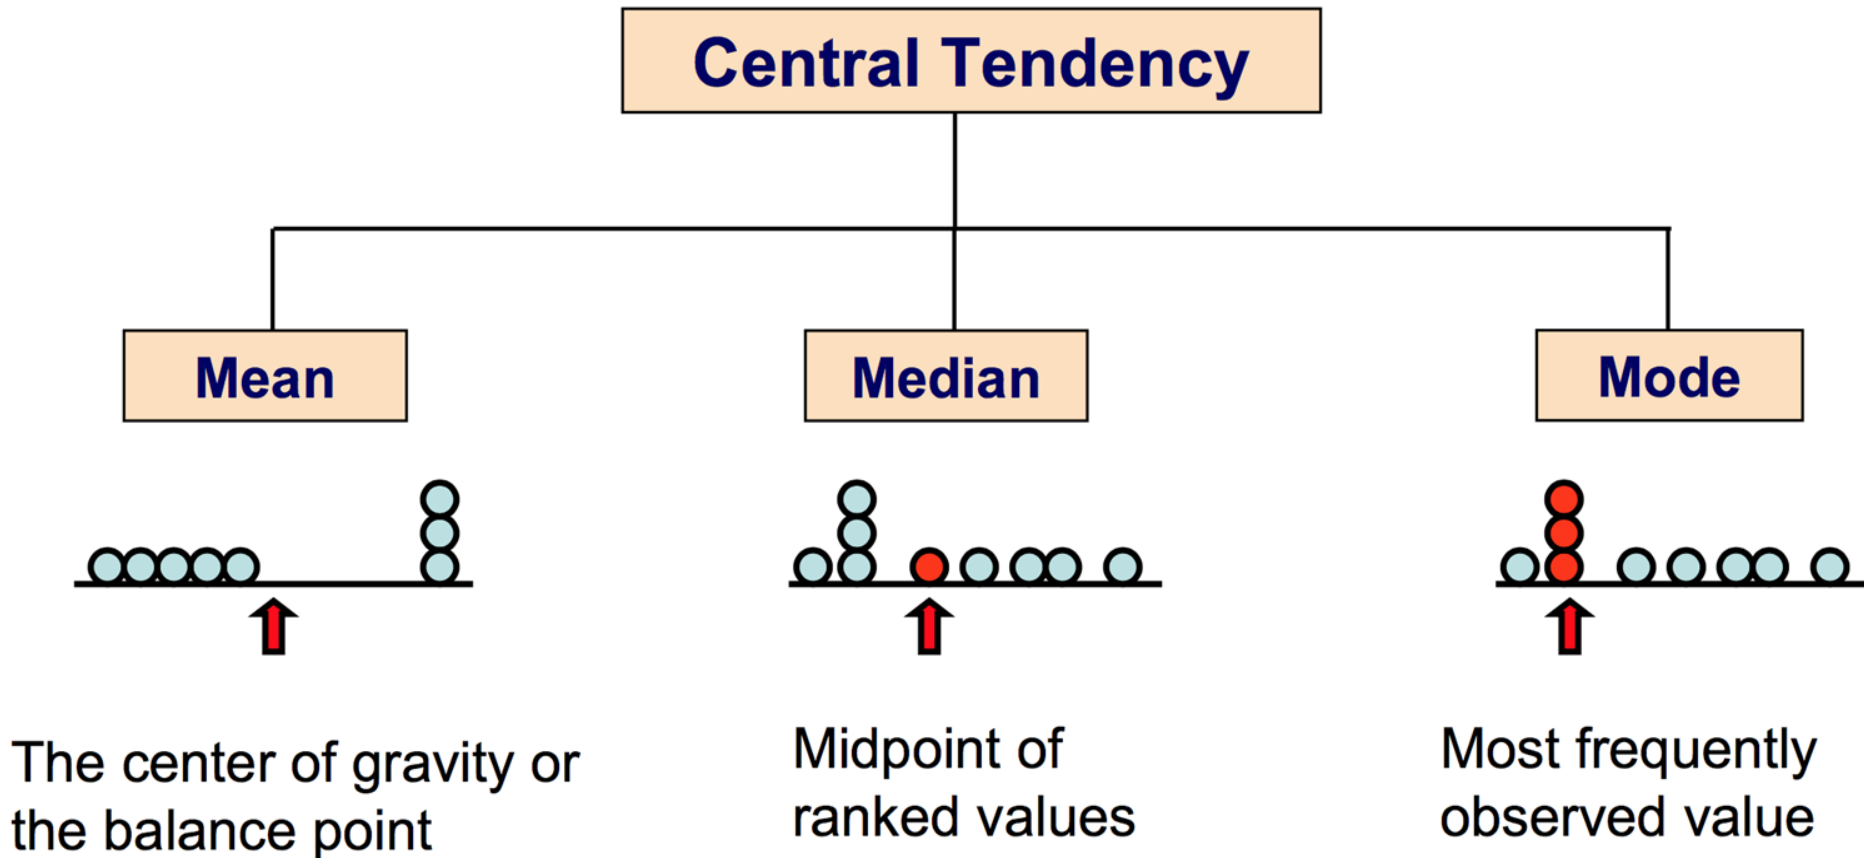 Central Tendency
Mean
Median
Mode
The center of gravity or
the balance point
Midpoint of
ranked values
Most frequently
observed value